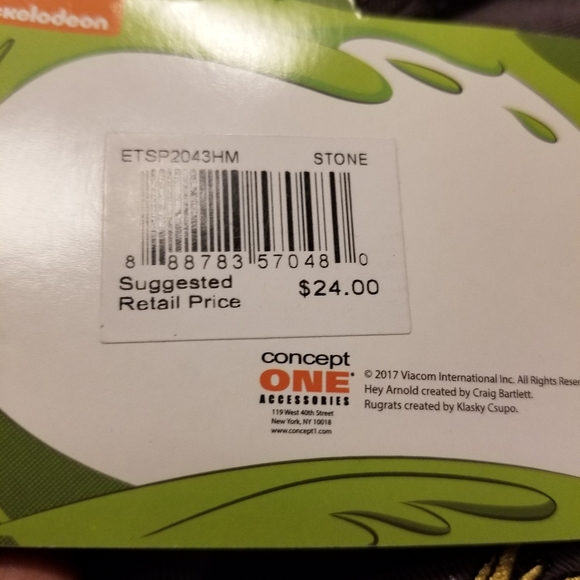 ckelodeon
ETSP2043HM STONE
8 88783 57048 0
Suggested
Retail Price $24.00
concept
ONE
ACCESSORIES
119 West 40th Street
New York, NY 10018
www.concept1.com
© 2017 Viacom International Inc. All Rights Reser
Hey Arnold created by Craig Bartlett.
Rugrats created by Klasky Csupo.